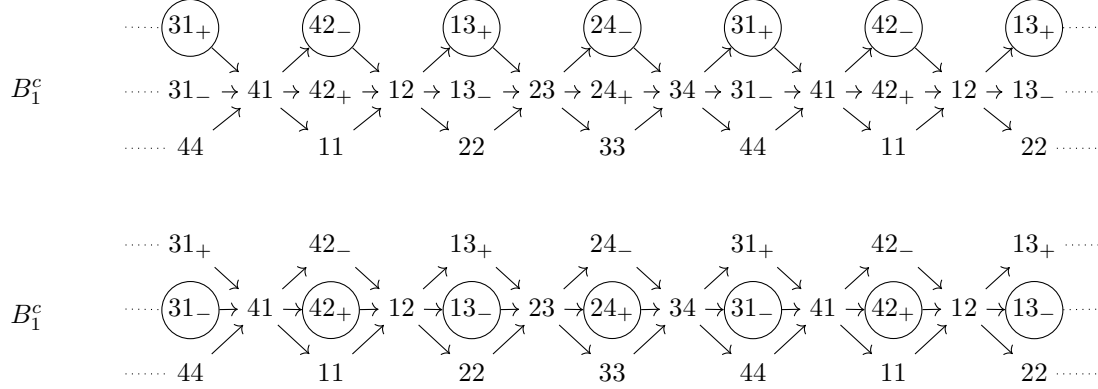 31₊ 42₋ 13₊ 24₋ 31₊ 42₋ 13₊
B₁ᶜ 31₋ → 41 → 42₊ → 12 → 13₋ → 23 → 24₊ → 34 → 31₋ → 41 → 42₊ → 12 → 13₋
44 11 22 33 44 11 22
31₊ 42₋ 13₊ 24₋ 31₊ 42₋ 13₊
B₁ᶜ 31₋ → 41 → 42₊ → 12 → 13₋ → 23 → 24₊ → 34 → 31₋ → 41 → 42₊ → 12 → 13₋
44 11 22 33 44 11 22